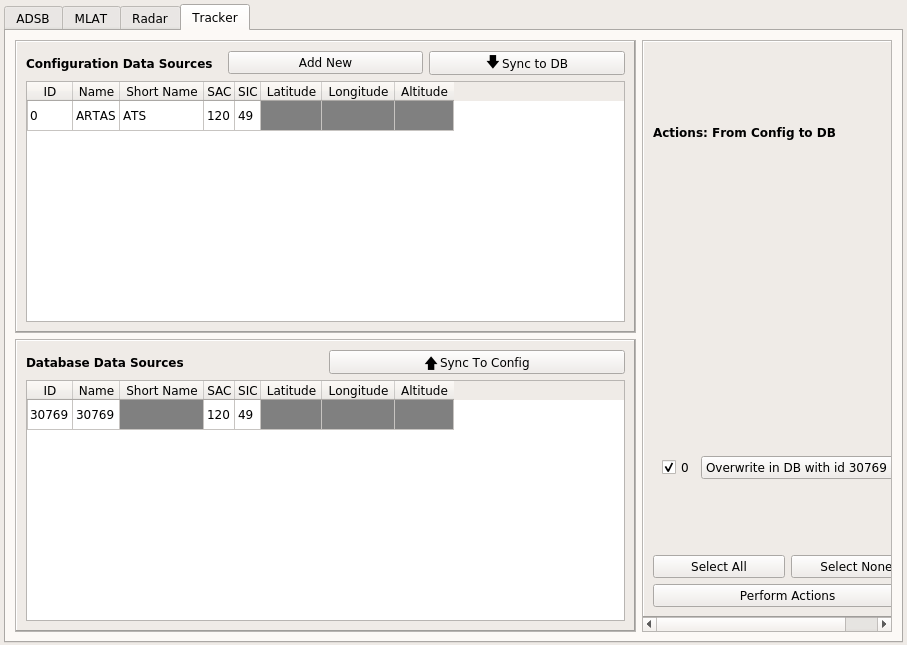 ADSB MLAT Radar Tracker
Configuration Data Sources Add New Sync to DB
ID Name Short Name SAC SIC Latitude Longitude Altitude
0 ARTAS ATS 120 49
Database Data Sources Sync To Config
ID Name Short Name SAC SIC Latitude Longitude Altitude
30769 30769 120 49
Actions: From Config to DB
0 Overwrite in DB with id 30769
Select All Select None
Perform Actions